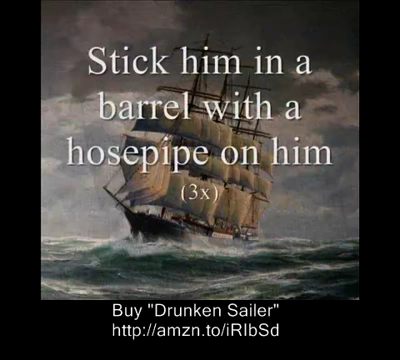 Stick him in a
barrel with a
hosepipe on him
(3x)
Buy "Drunken Sailer"
http://amzn.to/iRIbSd